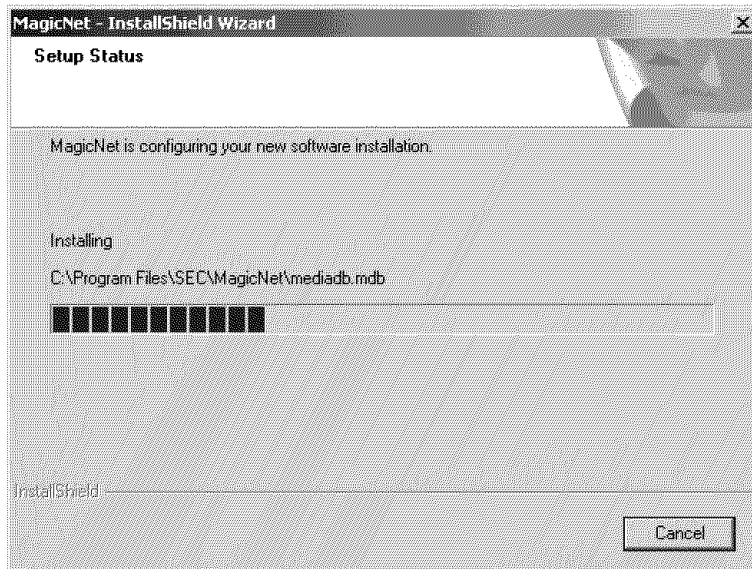 MagicNet - InstallShield Wizard
Setup Status
MagicNet is configuring your new software installation.
Installing
C:\Program Files\SEC\MagicNet\mediadb.mdb
InstallShield
Cancel